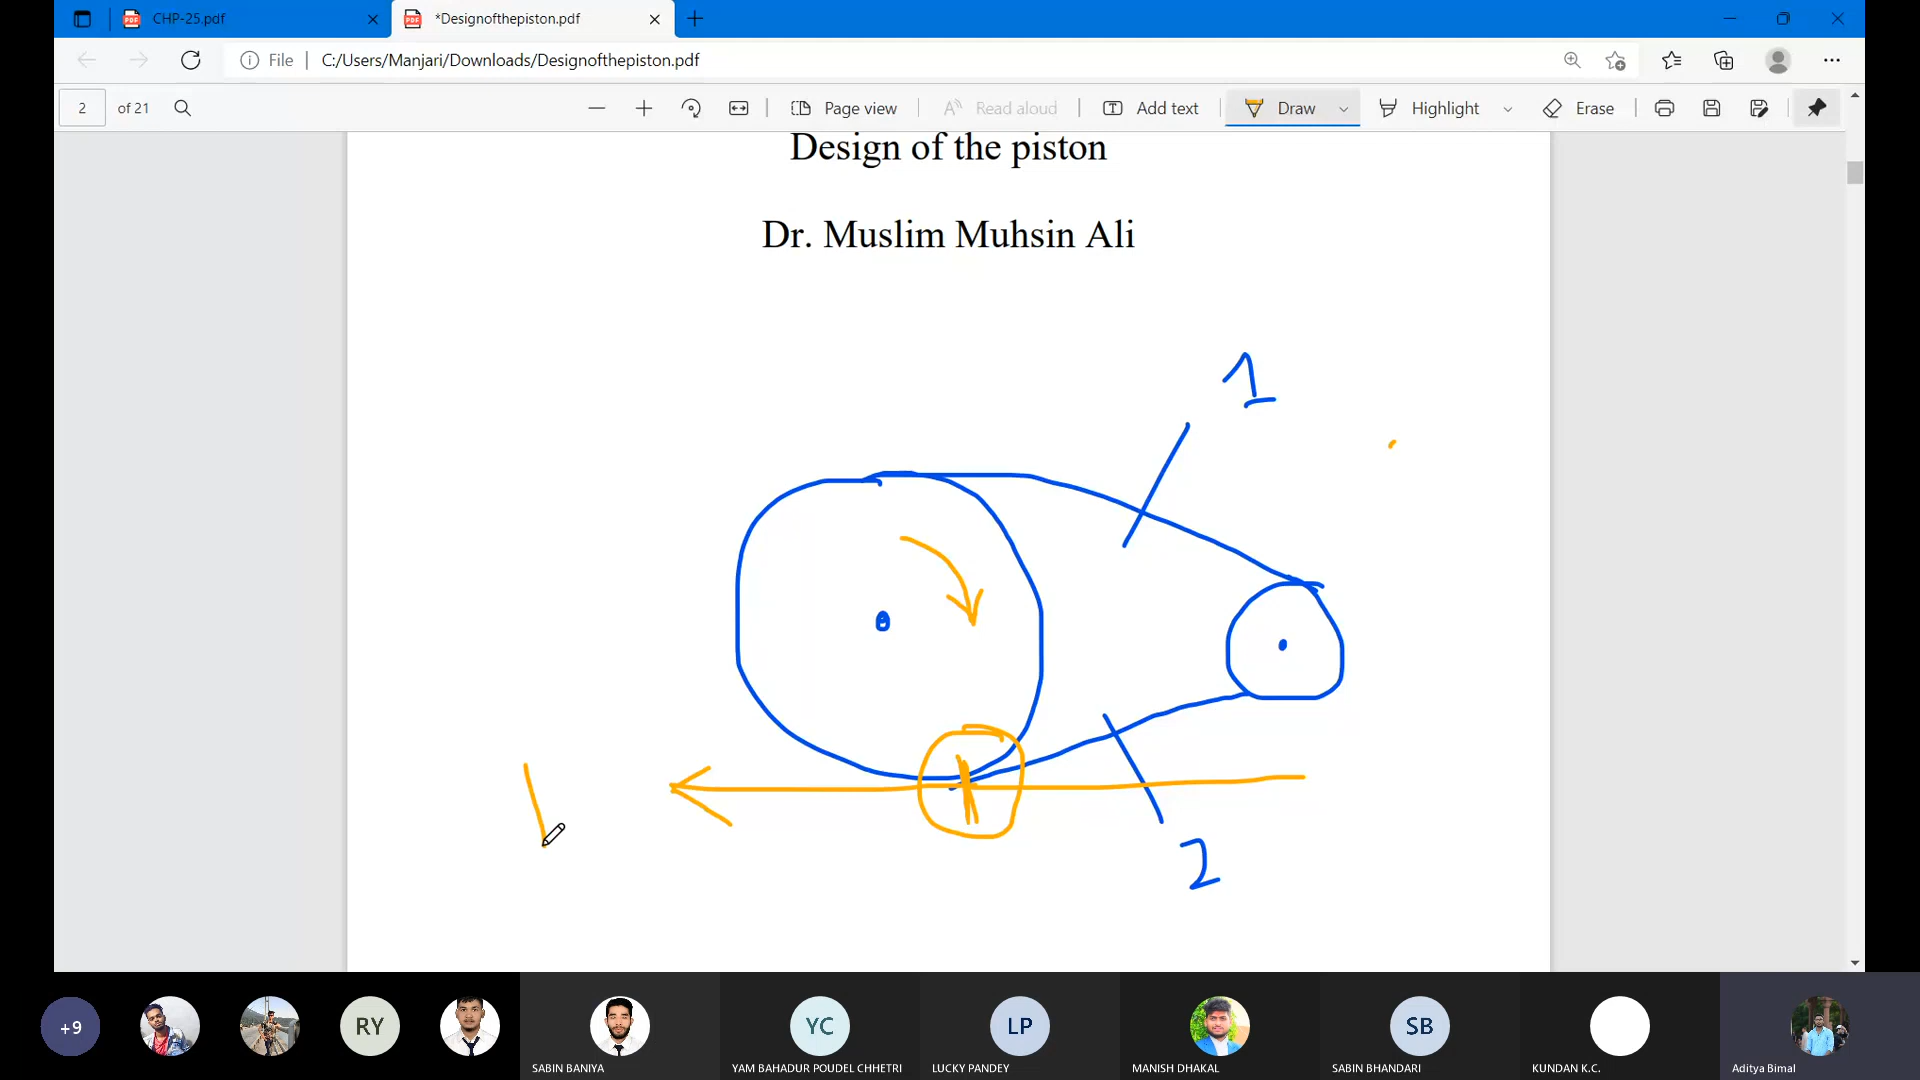 CHP-25.pdf
*Designofthepiston.pdf
File
C:/Users/Manjari/Downloads/Designofthepiston.pdf
2 of 21
Page view
Read aloud
Add text
Draw
Highlight
Erase
Design of the piston
Dr. Muslim Muhsin Ali
1
2
+9
RY
YC
LP
SB
SABIN BANIYA
YAM BAHADUR POUDEL CHHETRI
LUCKY PANDEY
MANISH DHAKAL
SABIN BHANDARI
KUNDAN K.C.
Aditya Bimal